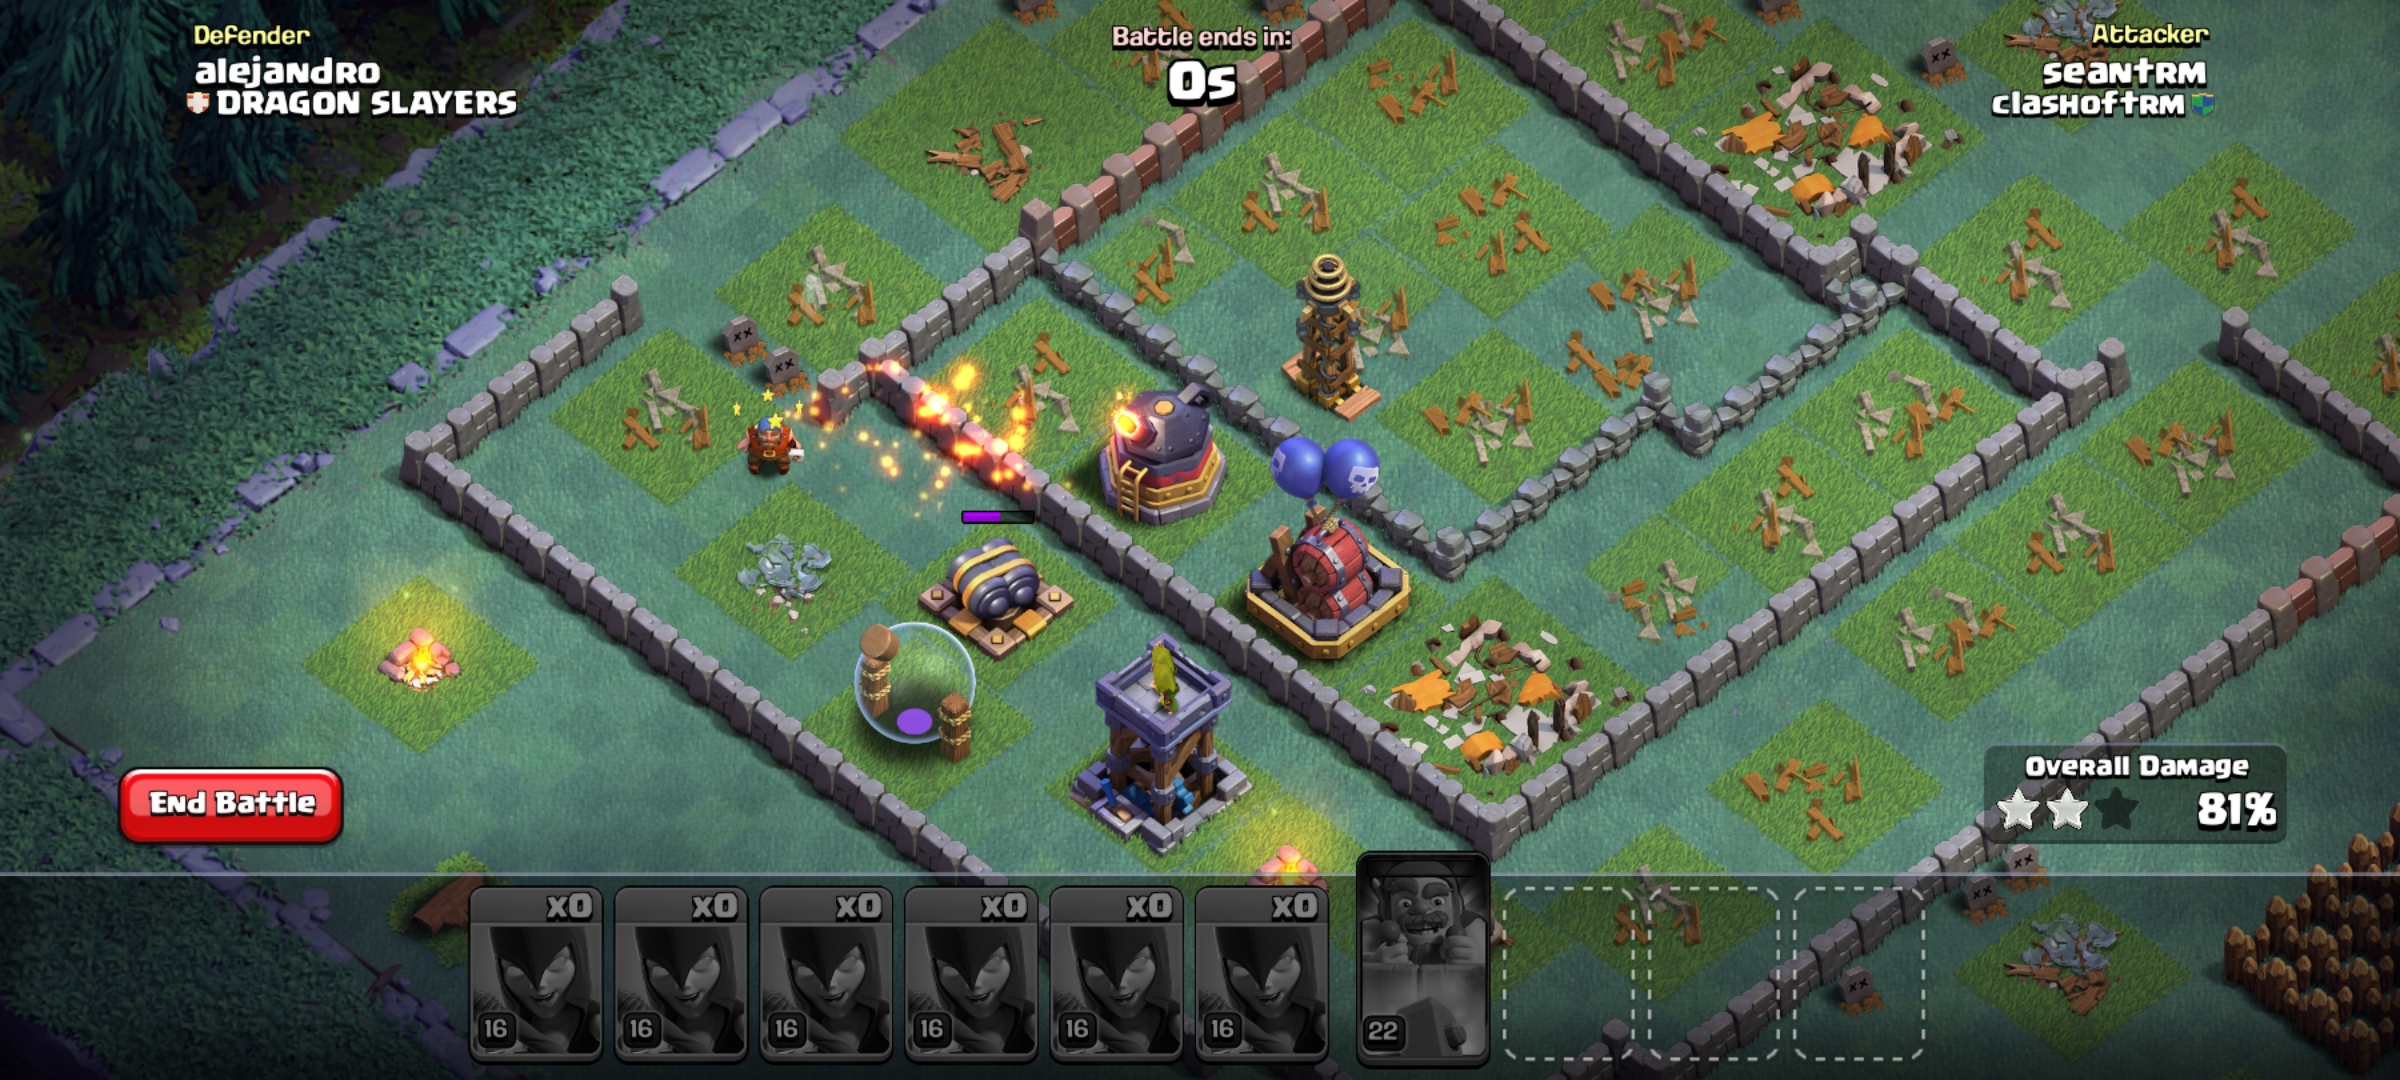 Defender
alejandro
DRAGON SLAYERS
Battle ends in:
0s
Attacker
seantrm
clashoftrm
End Battle
Overall Damage
81%
x0
x0
x0
x0
x0
x0
16
16
16
16
16
16
22